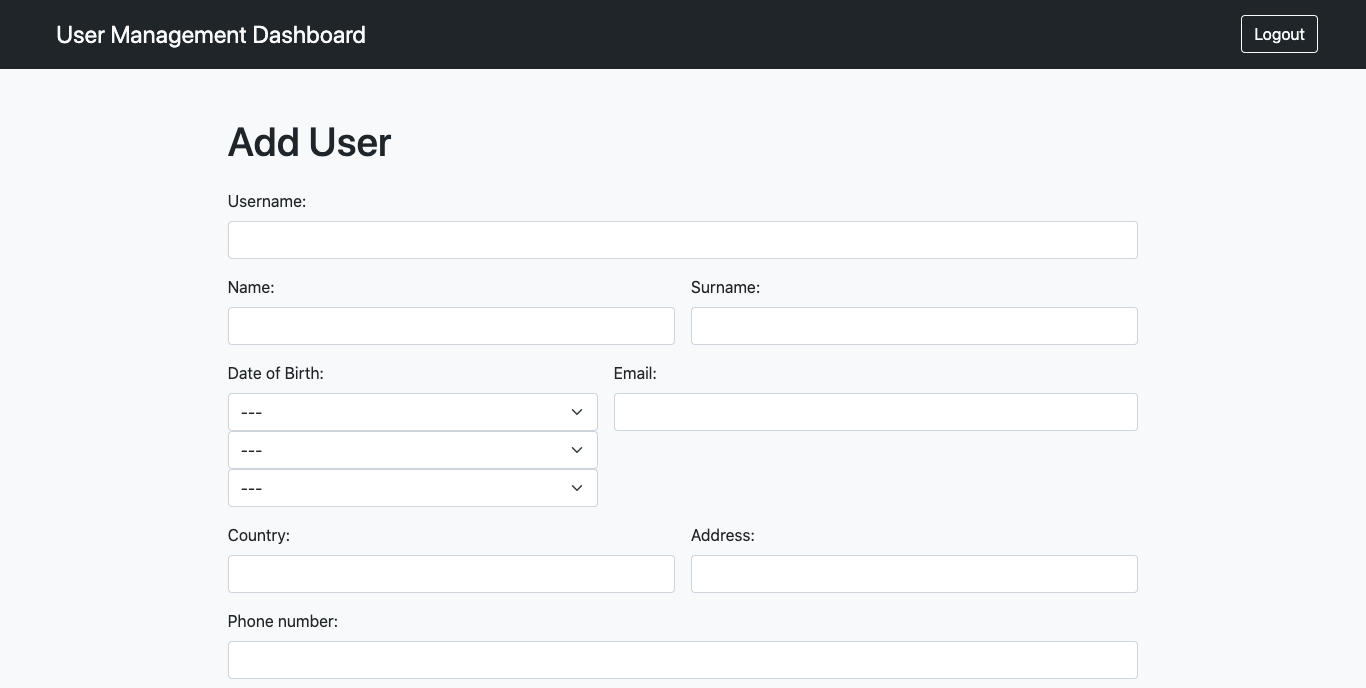 User Management Dashboard
Logout
Add User
Username:
Name:
Surname:
Date of Birth:
Email:
---
---
---
Country:
Address:
Phone number: